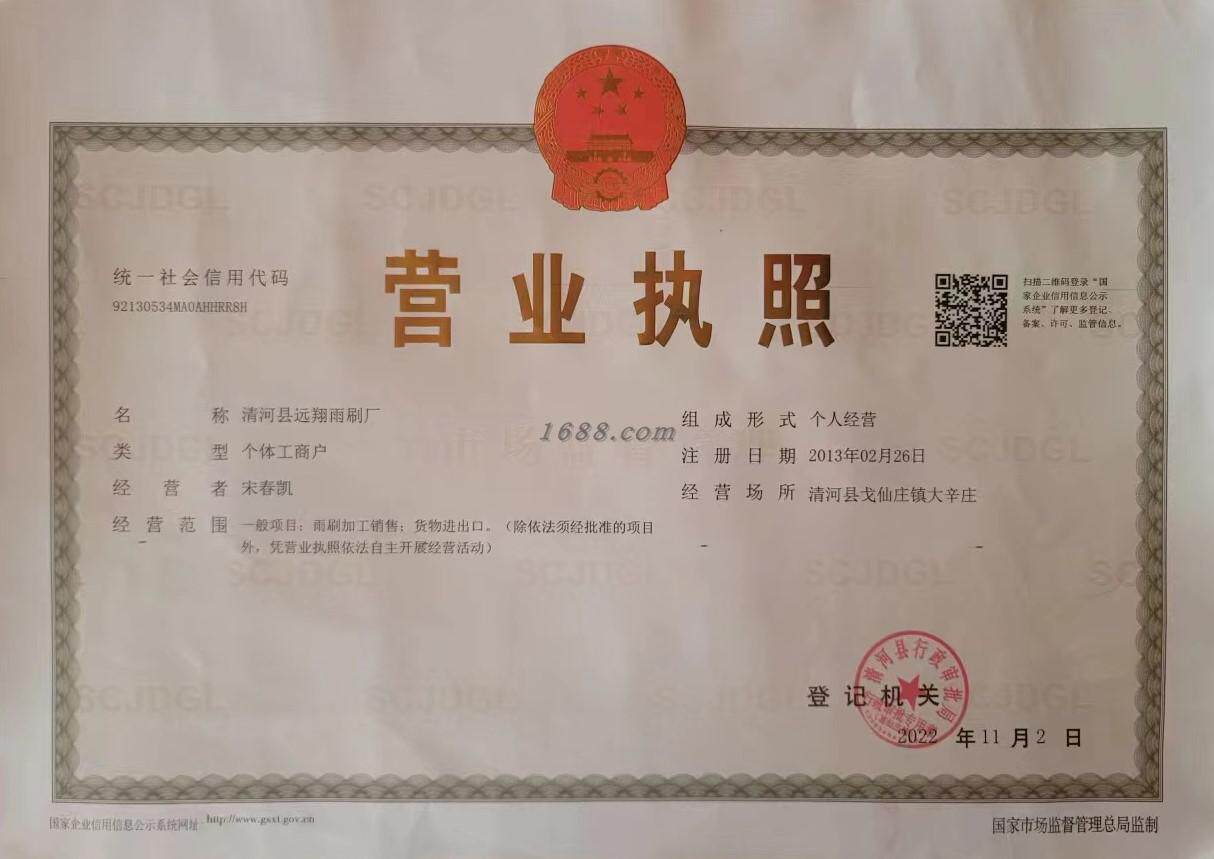 营业执照
统一社会信用代码
92130534MA0AHHRR8H
扫描二维码登录“国
家企业信用信息公示
系统”了解更多登记、
备案、许可、监管信息。
名称 清河县远翔雨刷厂
类型 个体工商户
经营者 宋春凯
经营范围 一般项目：雨刷加工销售；货物进出口。（除依法须经批准的项目
外，凭营业执照依法自主开展经营活动）
1688.com
组成形式 个人经营
注册日期 2013年02月26日
经营场所 清河县戈仙庄镇大辛庄
清河县行政审批局
登记机关
2022 年 11 月 2 日
国家企业信用信息公示系统网址 http://www.gsxt.gov.cn
国家市场监督管理总局监制
SCJDGL